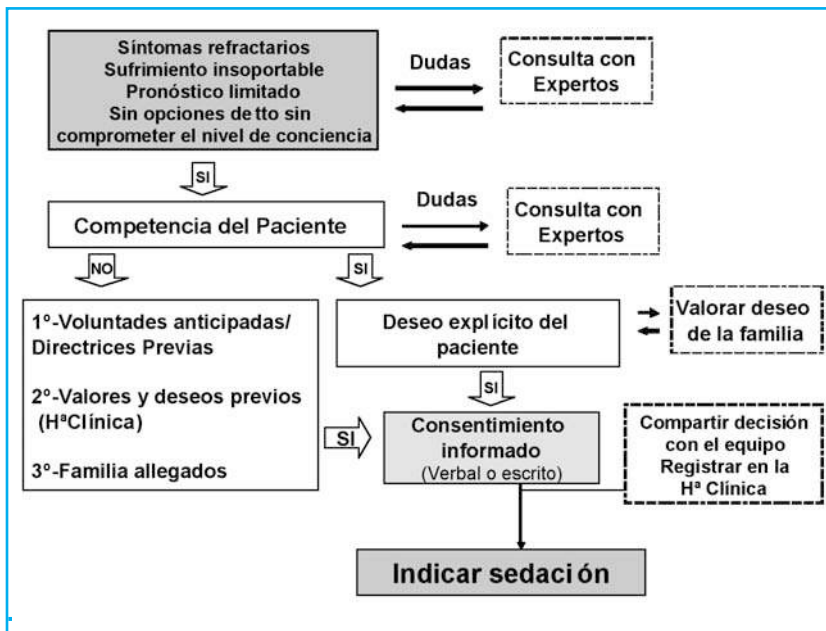 Síntomas refractarios
Sufrimiento insoportable
Pronóstico limitado
Sin opciones de tto sin
comprometer el nivel de conciencia
Dudas
Consulta con
Expertos
SI
Competencia del Paciente
Dudas
Consulta con
Expertos
NO
SI
1º-Voluntades anticipadas/
Directrices Previas
2º-Valores y deseos previos
(HªClínica)
3º-Familia allegados
Deseo explícito del
paciente
Valorar deseo
de la familia
SI
SI
Consentimiento
informado
(Verbal o escrito)
Compartir decisión
con el equipo
Registrar en la
Hª Clínica
Indicar sedación